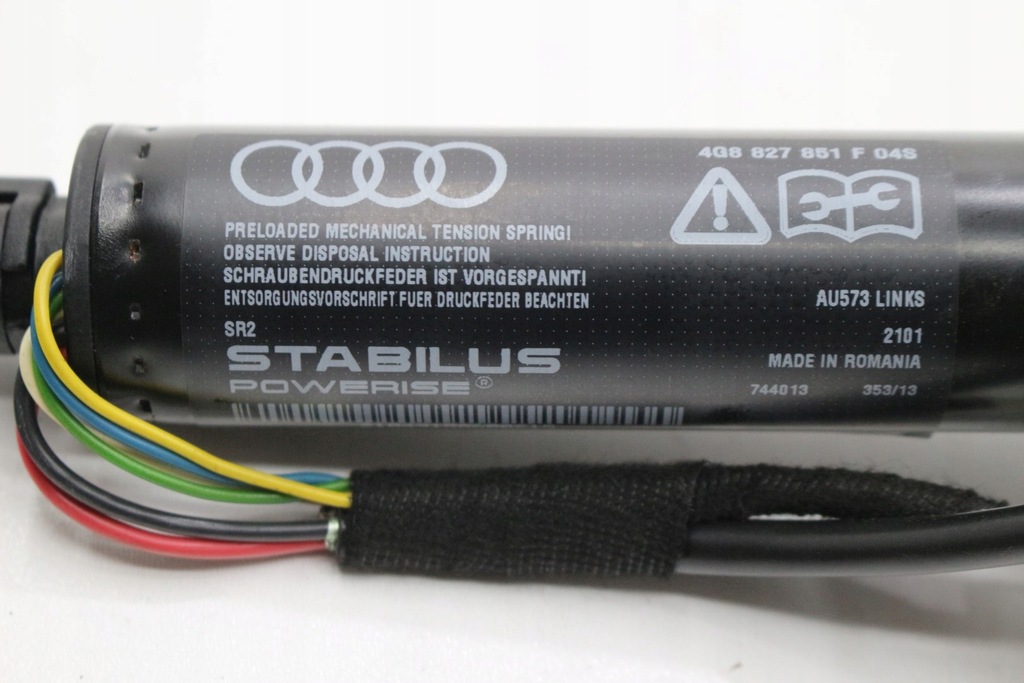 4G8 827 851 F 04S
PRELOADED MECHANICAL TENSION SPRING!
OBSERVE DISPOSAL INSTRUCTION
SCHRAUBENDRUCKFEDER IST VORGESPANNT!
ENTSORGUNGSVORSCHRIFT FUER DRUCKFEDER BEACHTEN
AU573 LINKS
SR2
2101
STABILUS
MADE IN ROMANIA
POWERISE®
744013 353/13